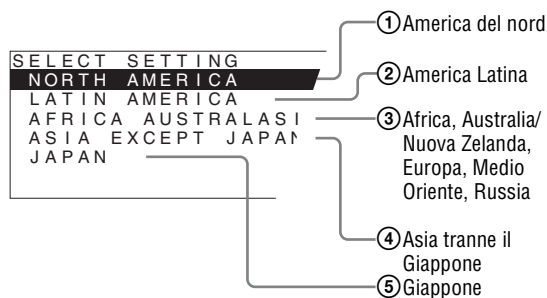 SELECT SETTING
NORTH AMERICA
LATIN AMERICA
AFRICA AUSTRALASI
ASIA EXCEPT JAPAN
JAPAN
①America del nord
②America Latina
③Africa, Australia/
Nuova Zelanda,
Europa, Medio
Oriente, Russia
④Asia tranne il
Giappone
⑤Giappone